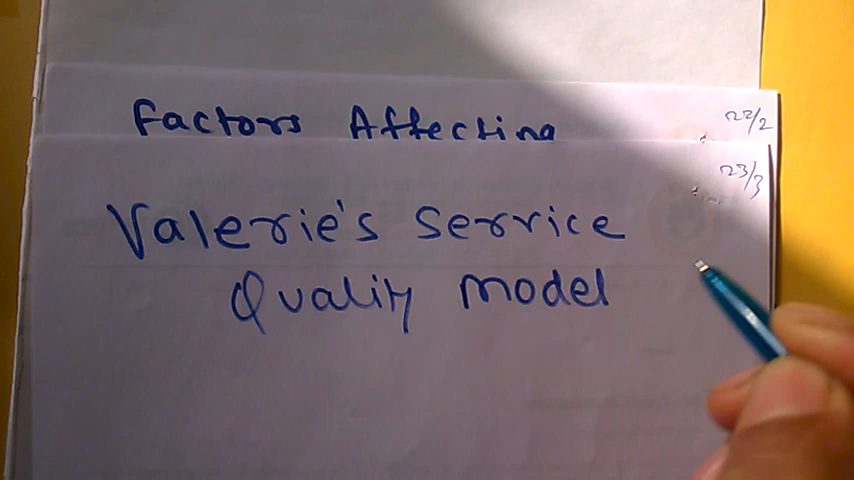 Factors Affecting
22/2
23/3
Valerie's Service
Quality model